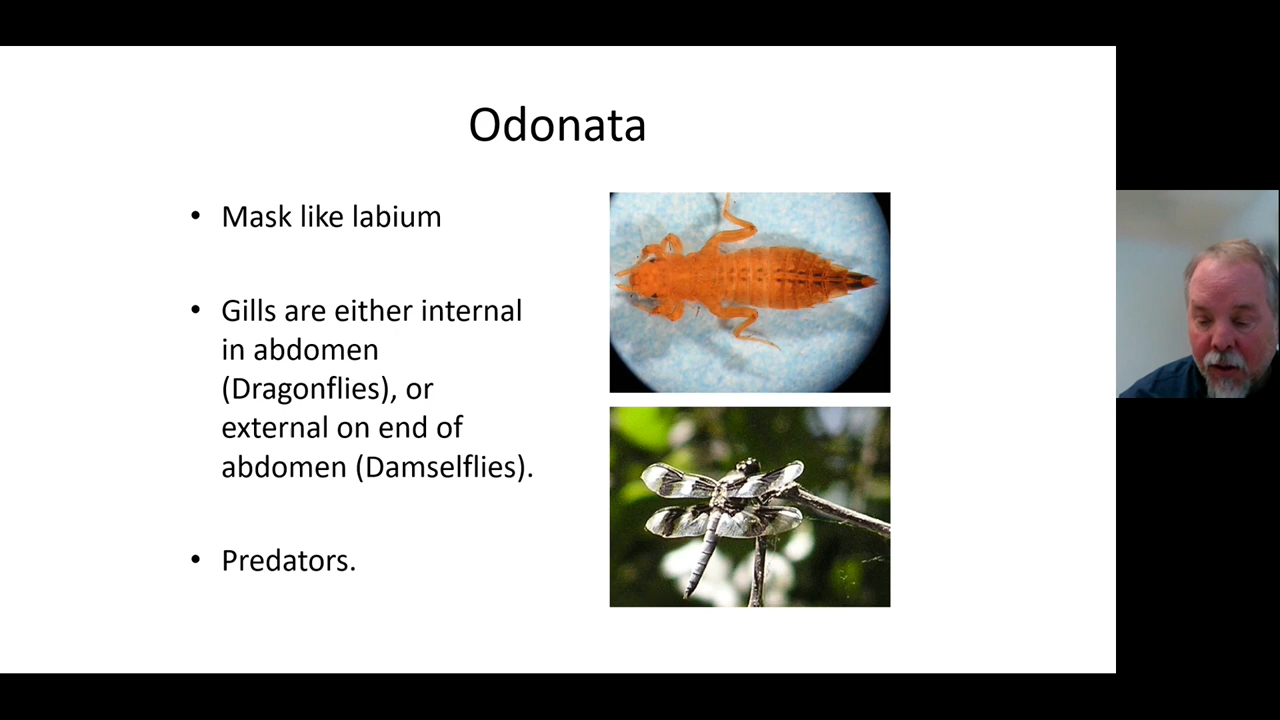 Odonata
• Mask like labium
• Gills are either internal
in abdomen
(Dragonflies), or
external on end of
abdomen (Damselflies).
• Predators.